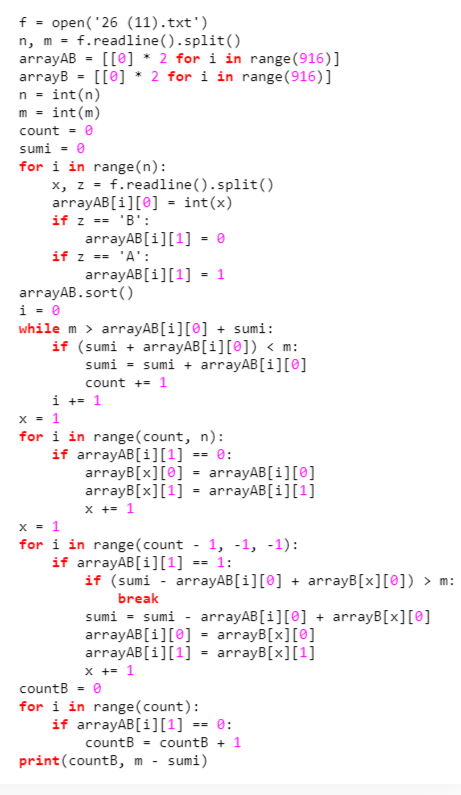 f = open('26 (11).txt')
n, m = f.readline().split()
arrayAB = [[0] * 2 for i in range(916)]
arrayB = [[0] * 2 for i in range(916)]
n = int(n)
m = int(m)
count = 0
sumi = 0
for i in range(n):
    x, z = f.readline().split()
    arrayAB[i][0] = int(x)
    if z == 'B':
        arrayAB[i][1] = 0
    if z == 'A':
        arrayAB[i][1] = 1
arrayAB.sort()
i = 0
while m > arrayAB[i][0] + sumi:
    if (sumi + arrayAB[i][0]) < m:
        sumi = sumi + arrayAB[i][0]
        count += 1
    i += 1
x = 1
for i in range(count, n):
    if arrayAB[i][1] == 0:
        arrayB[x][0] = arrayAB[i][0]
        arrayB[x][1] = arrayAB[i][1]
        x += 1
x = 1
for i in range(count - 1, -1, -1):
    if arrayAB[i][1] == 1:
        if (sumi - arrayAB[i][0] + arrayB[x][0]) > m:
            break
        sumi = sumi - arrayAB[i][0] + arrayB[x][0]
        arrayAB[i][0] = arrayB[x][0]
        arrayAB[i][1] = arrayB[x][1]
        x += 1
countB = 0
for i in range(count):
    if arrayAB[i][1] == 0:
        countB = countB + 1
print(countB, m - sumi)